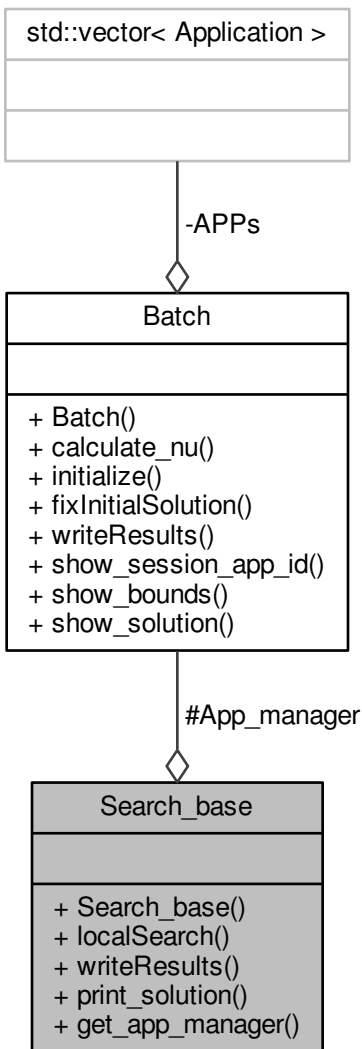 std::vector< Application >
-APPs
Batch
+ Batch()
+ calculate_nu()
+ initialize()
+ fixInitialSolution()
+ writeResults()
+ show_session_app_id()
+ show_bounds()
+ show_solution()
#App_manager
Search_base
+ Search_base()
+ localSearch()
+ writeResults()
+ print_solution()
+ get_app_manager()